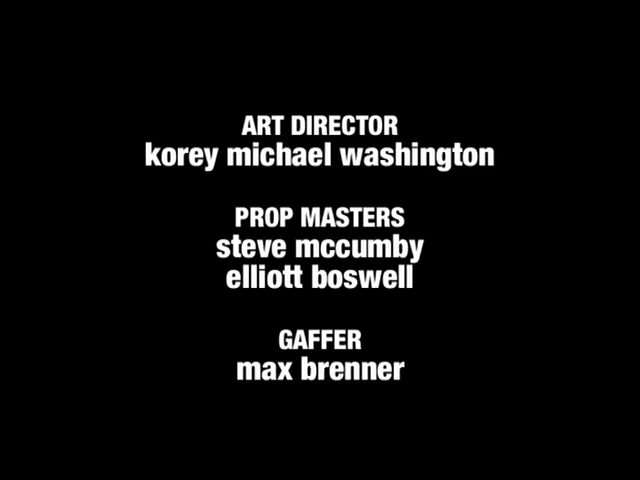 ART DIRECTOR
korey michael washington
PROP MASTERS
steve mccumby
elliott boswell
GAFFER
max brenner